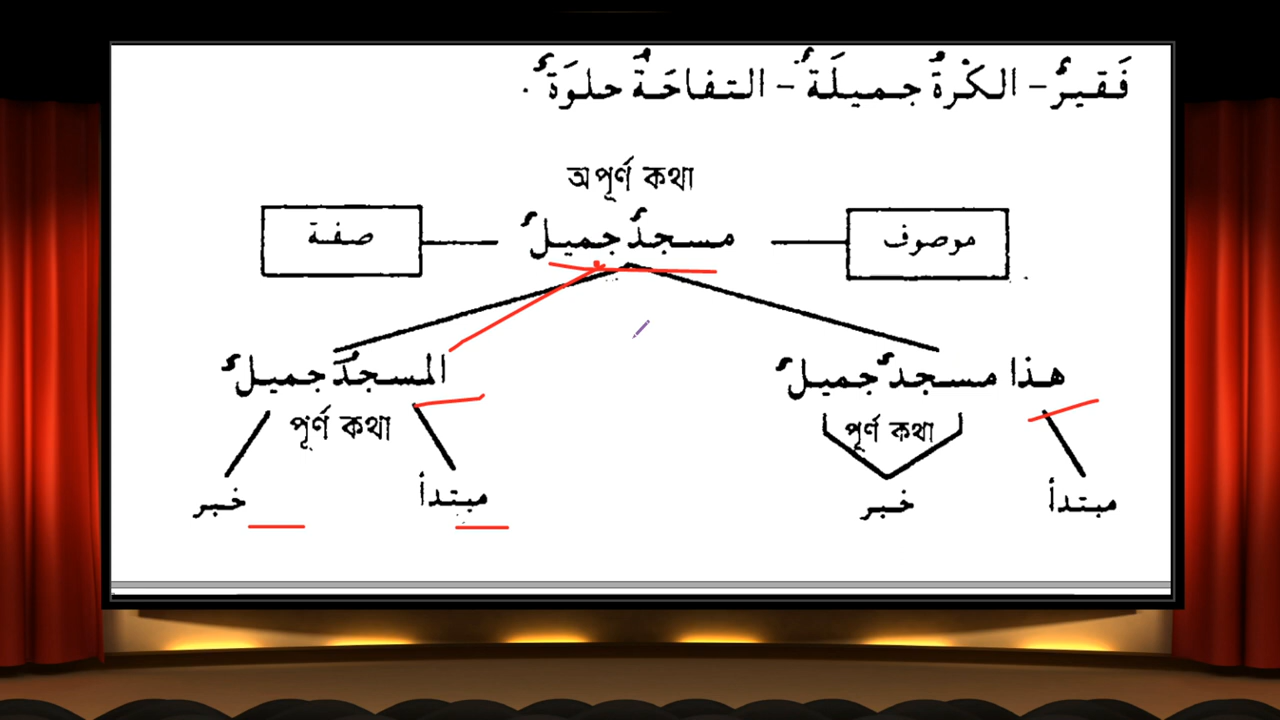 فَقيرٌ – الكْرةٌ جميلَةٌ – التفاحَةٌ حلوَةٌ .
অপূর্ণ কথা
موصوف — مسجدٌ جميلٌ — صفة
هذا مسجدٌ جميلٌ
المسجدٌ جميلٌ
পূর্ণ কথা
পূর্ণ কথা
مبتدأ
خبر
مبتدأ
خبر